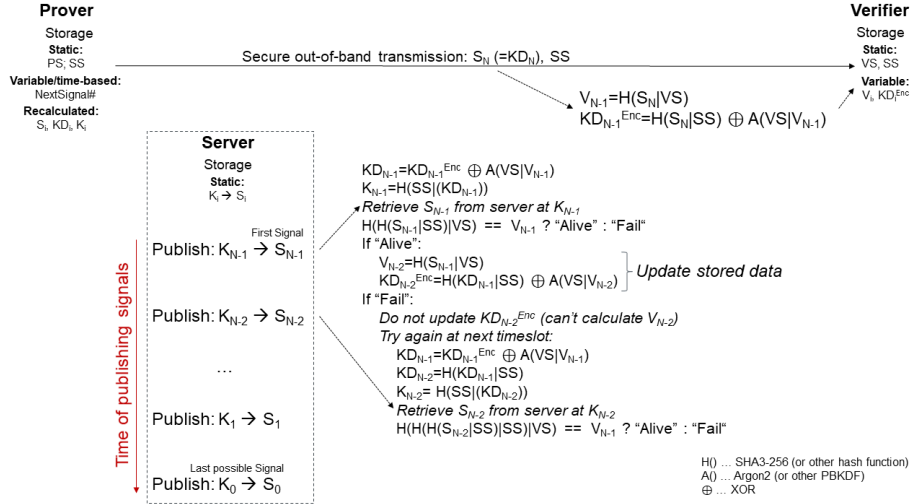 Prover
Storage
Static:
PS; SS
Variable/time-based:
NextSignal#
Recalculated:
Sᵢ, KDᵢ, Kᵢ
Secure out-of-band transmission: S_N (=KD_N), SS
Verifier
Storage
Static:
VS, SS
Variable:
Vᵢ, KDᵢ^Enc
V_N-1=H(S_N|VS)
KD_N-1^Enc=H(S_N|SS) ⊕ A(VS|V_N-1)
Server
Storage
Static:
Kᵢ → Sᵢ
First Signal
Publish: K_N-1 → S_N-1
Publish: K_N-2 → S_N-2
…
Publish: K_1 → S_1
Last possible Signal
Publish: K_0 → S_0
Time of publishing signals
KD_N-1=KD_N-1^Enc ⊕ A(VS|V_N-1)
K_N-1=H(SS|(KD_N-1))
Retrieve S_N-1 from server at K_N-1
H(H(S_N-1|SS)|VS) == V_N-1 ? "Alive" : "Fail"
If "Alive":
V_N-2=H(S_N-1|VS)
KD_N-2^Enc=H(KD_N-1|SS) ⊕ A(VS|V_N-2)
Update stored data
If "Fail":
Do not update KD_N-2^Enc (can't calculate V_N-2)
Try again at next timeslot:
KD_N-1=KD_N-1^Enc ⊕ A(VS|V_N-1)
KD_N-2=H(KD_N-1|SS)
K_N-2= H(SS|(KD_N-2))
Retrieve S_N-2 from server at K_N-2
H(H(H(S_N-2|SS)|SS)|VS) == V_N-1 ? "Alive" : "Fail"
H() … SHA3-256 (or other hash function)
A() … Argon2 (or other PBKDF)
⊕ … XOR